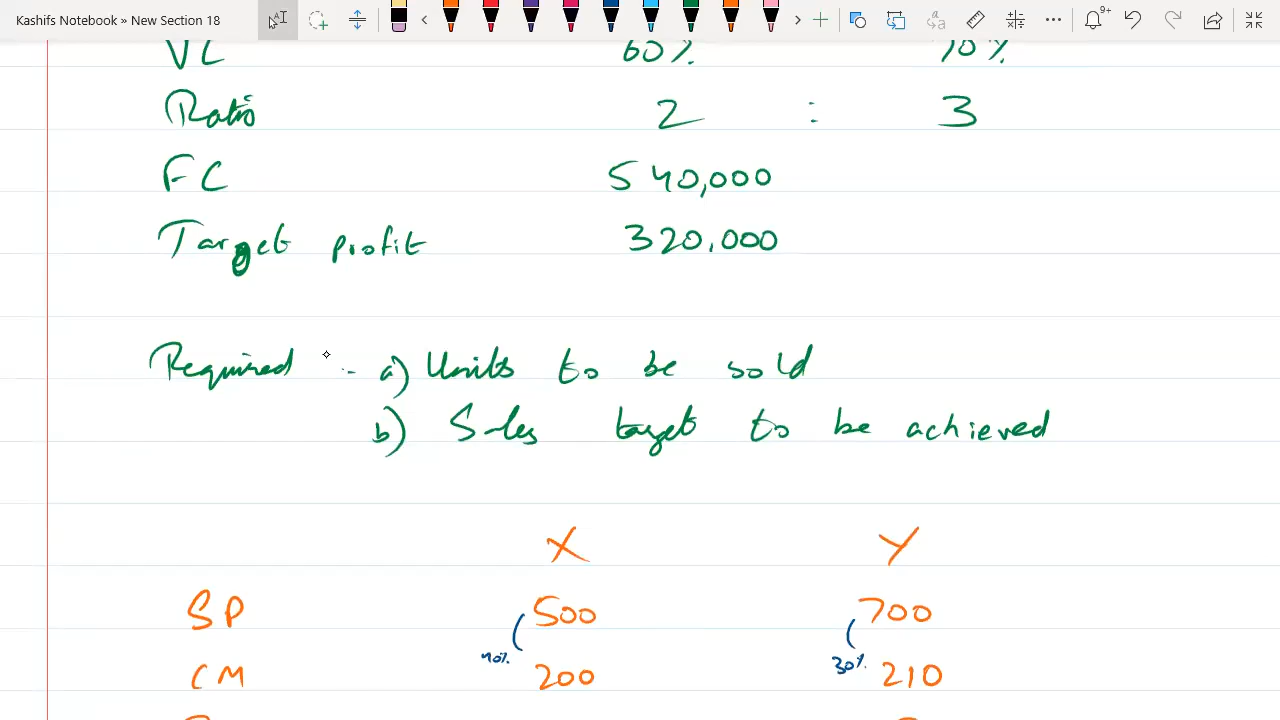 Kashifs Notebook » New Section 18
9+
VC 60% 70%
Ratio 2 : 3
FC 540,000
Target profit 320,000
Required :- a) Units to be sold
b) Sales target to be achieved
X Y
SP 500 700
40% 30%
CM 200 210